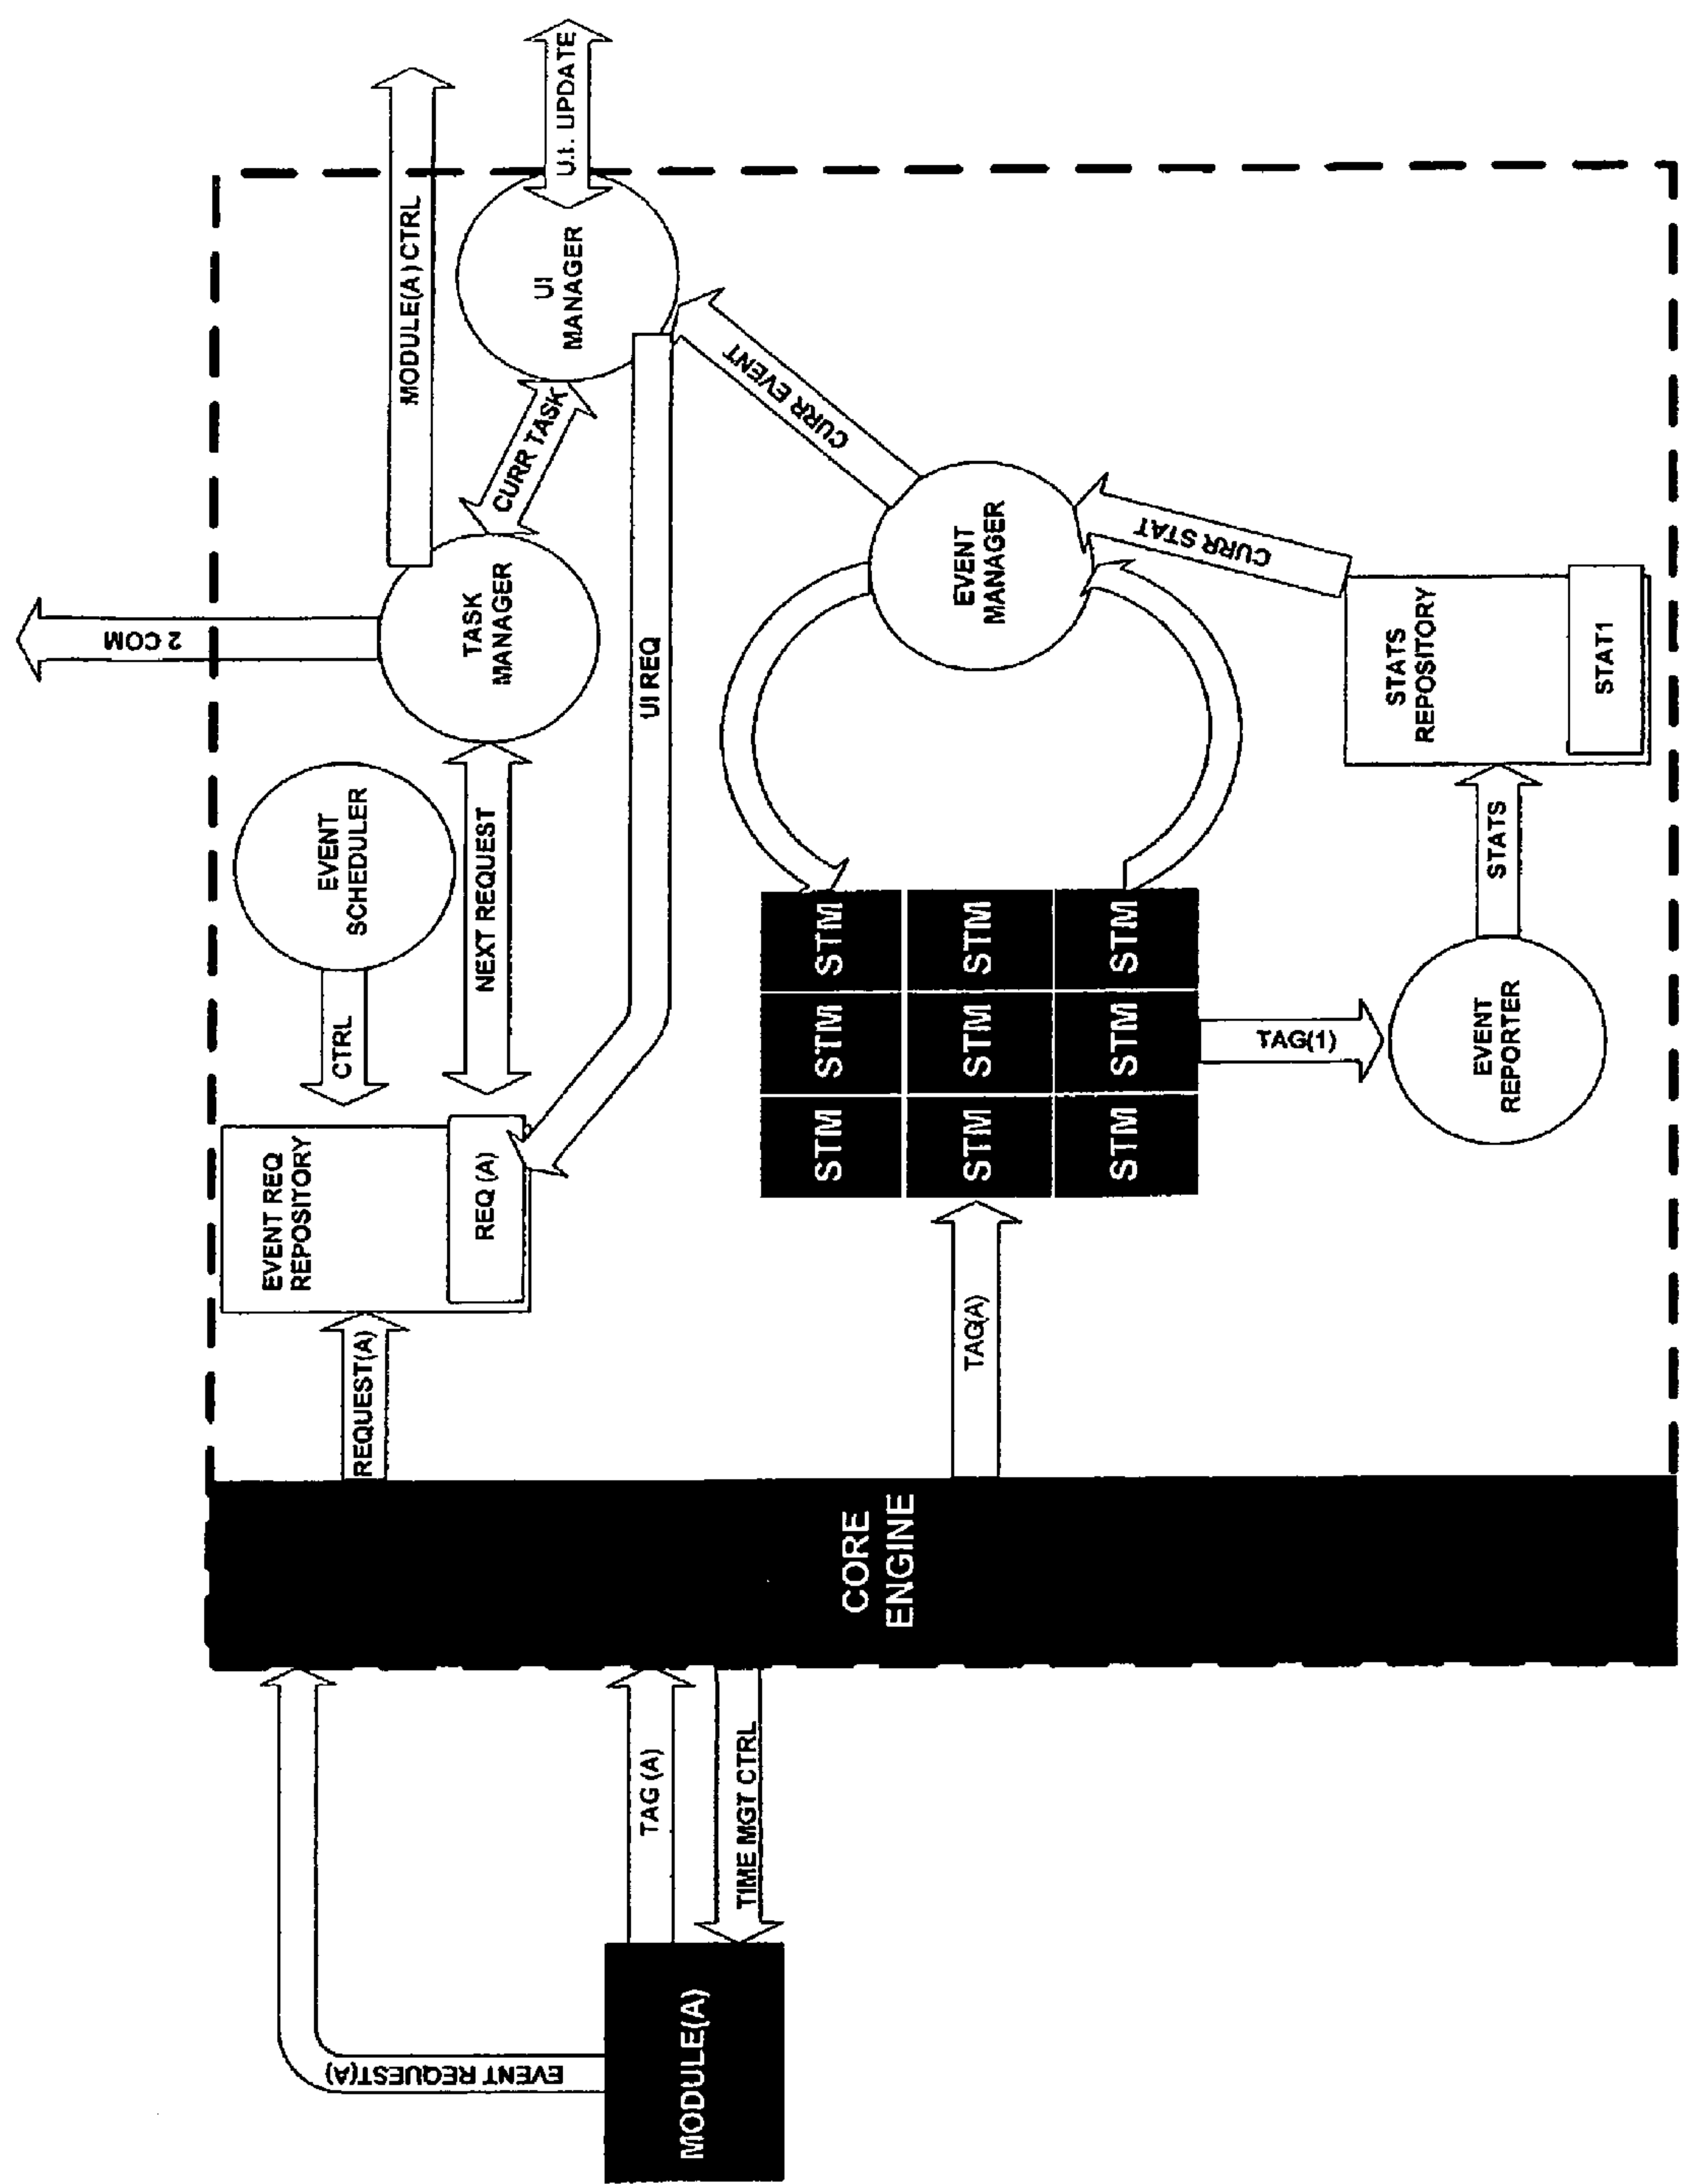 2 COM
MODULE(A) CTRL
U.I. UPDATE
UI
MANAGER
CURR TASK
TASK
MANAGER
EVENT
SCHEDULER
CTRL
NEXT REQUEST
UI REQ
EVENT REQ
REPOSITORY
REQ (A)
REQUEST(A)
CURR EVENT
EVENT
MANAGER
CURR STAT
STATS
REPOSITORY
STAT1
STATS
EVENT
REPORTER
TAG(1)
STM
STM
STM
STM
STM
STM
STM
STM
STM
TAG(A)
CORE
ENGINE
EVENT REQUEST(A)
TAG (A)
TIME MGT CTRL
MODULE(A)